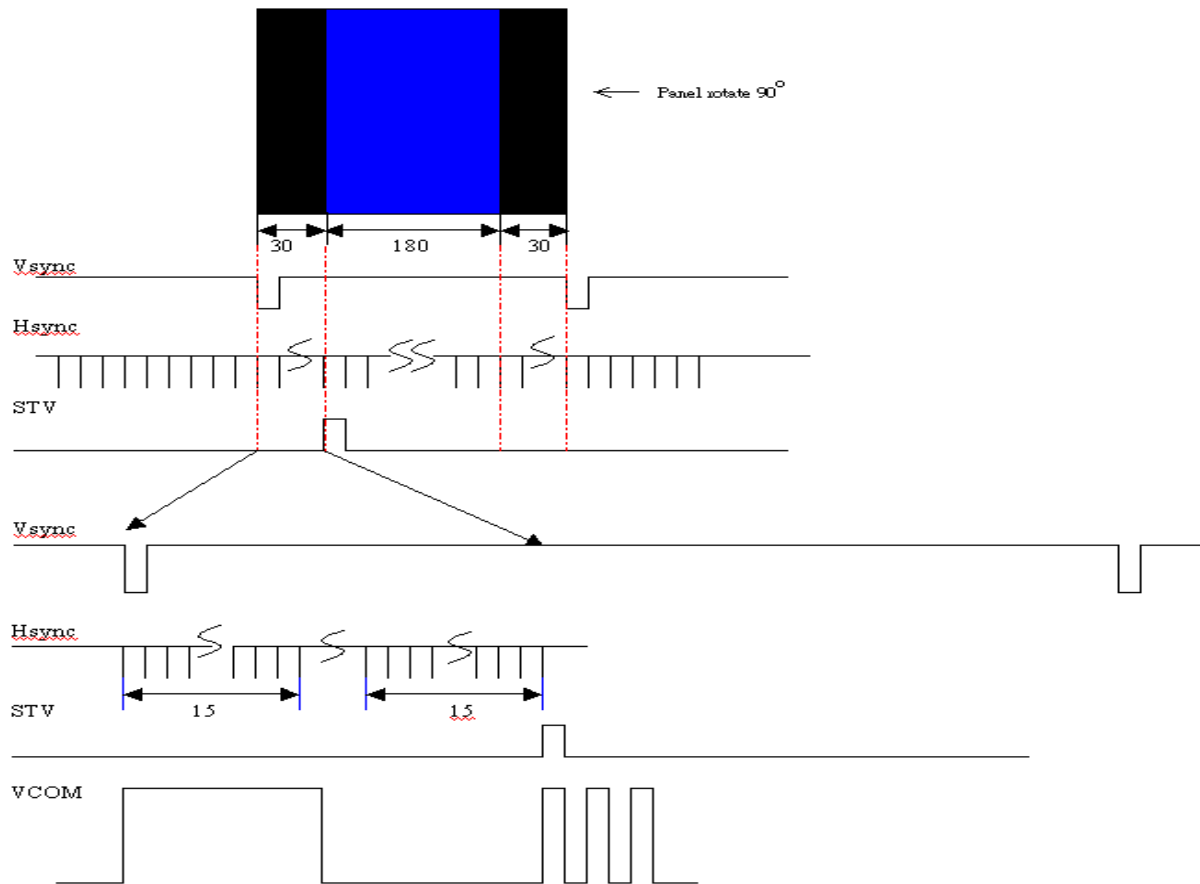 Panel rotate 90°
30 180 30
Vsync
Hsync
STV
Vsync
Hsync
15 15
STV
VCOM